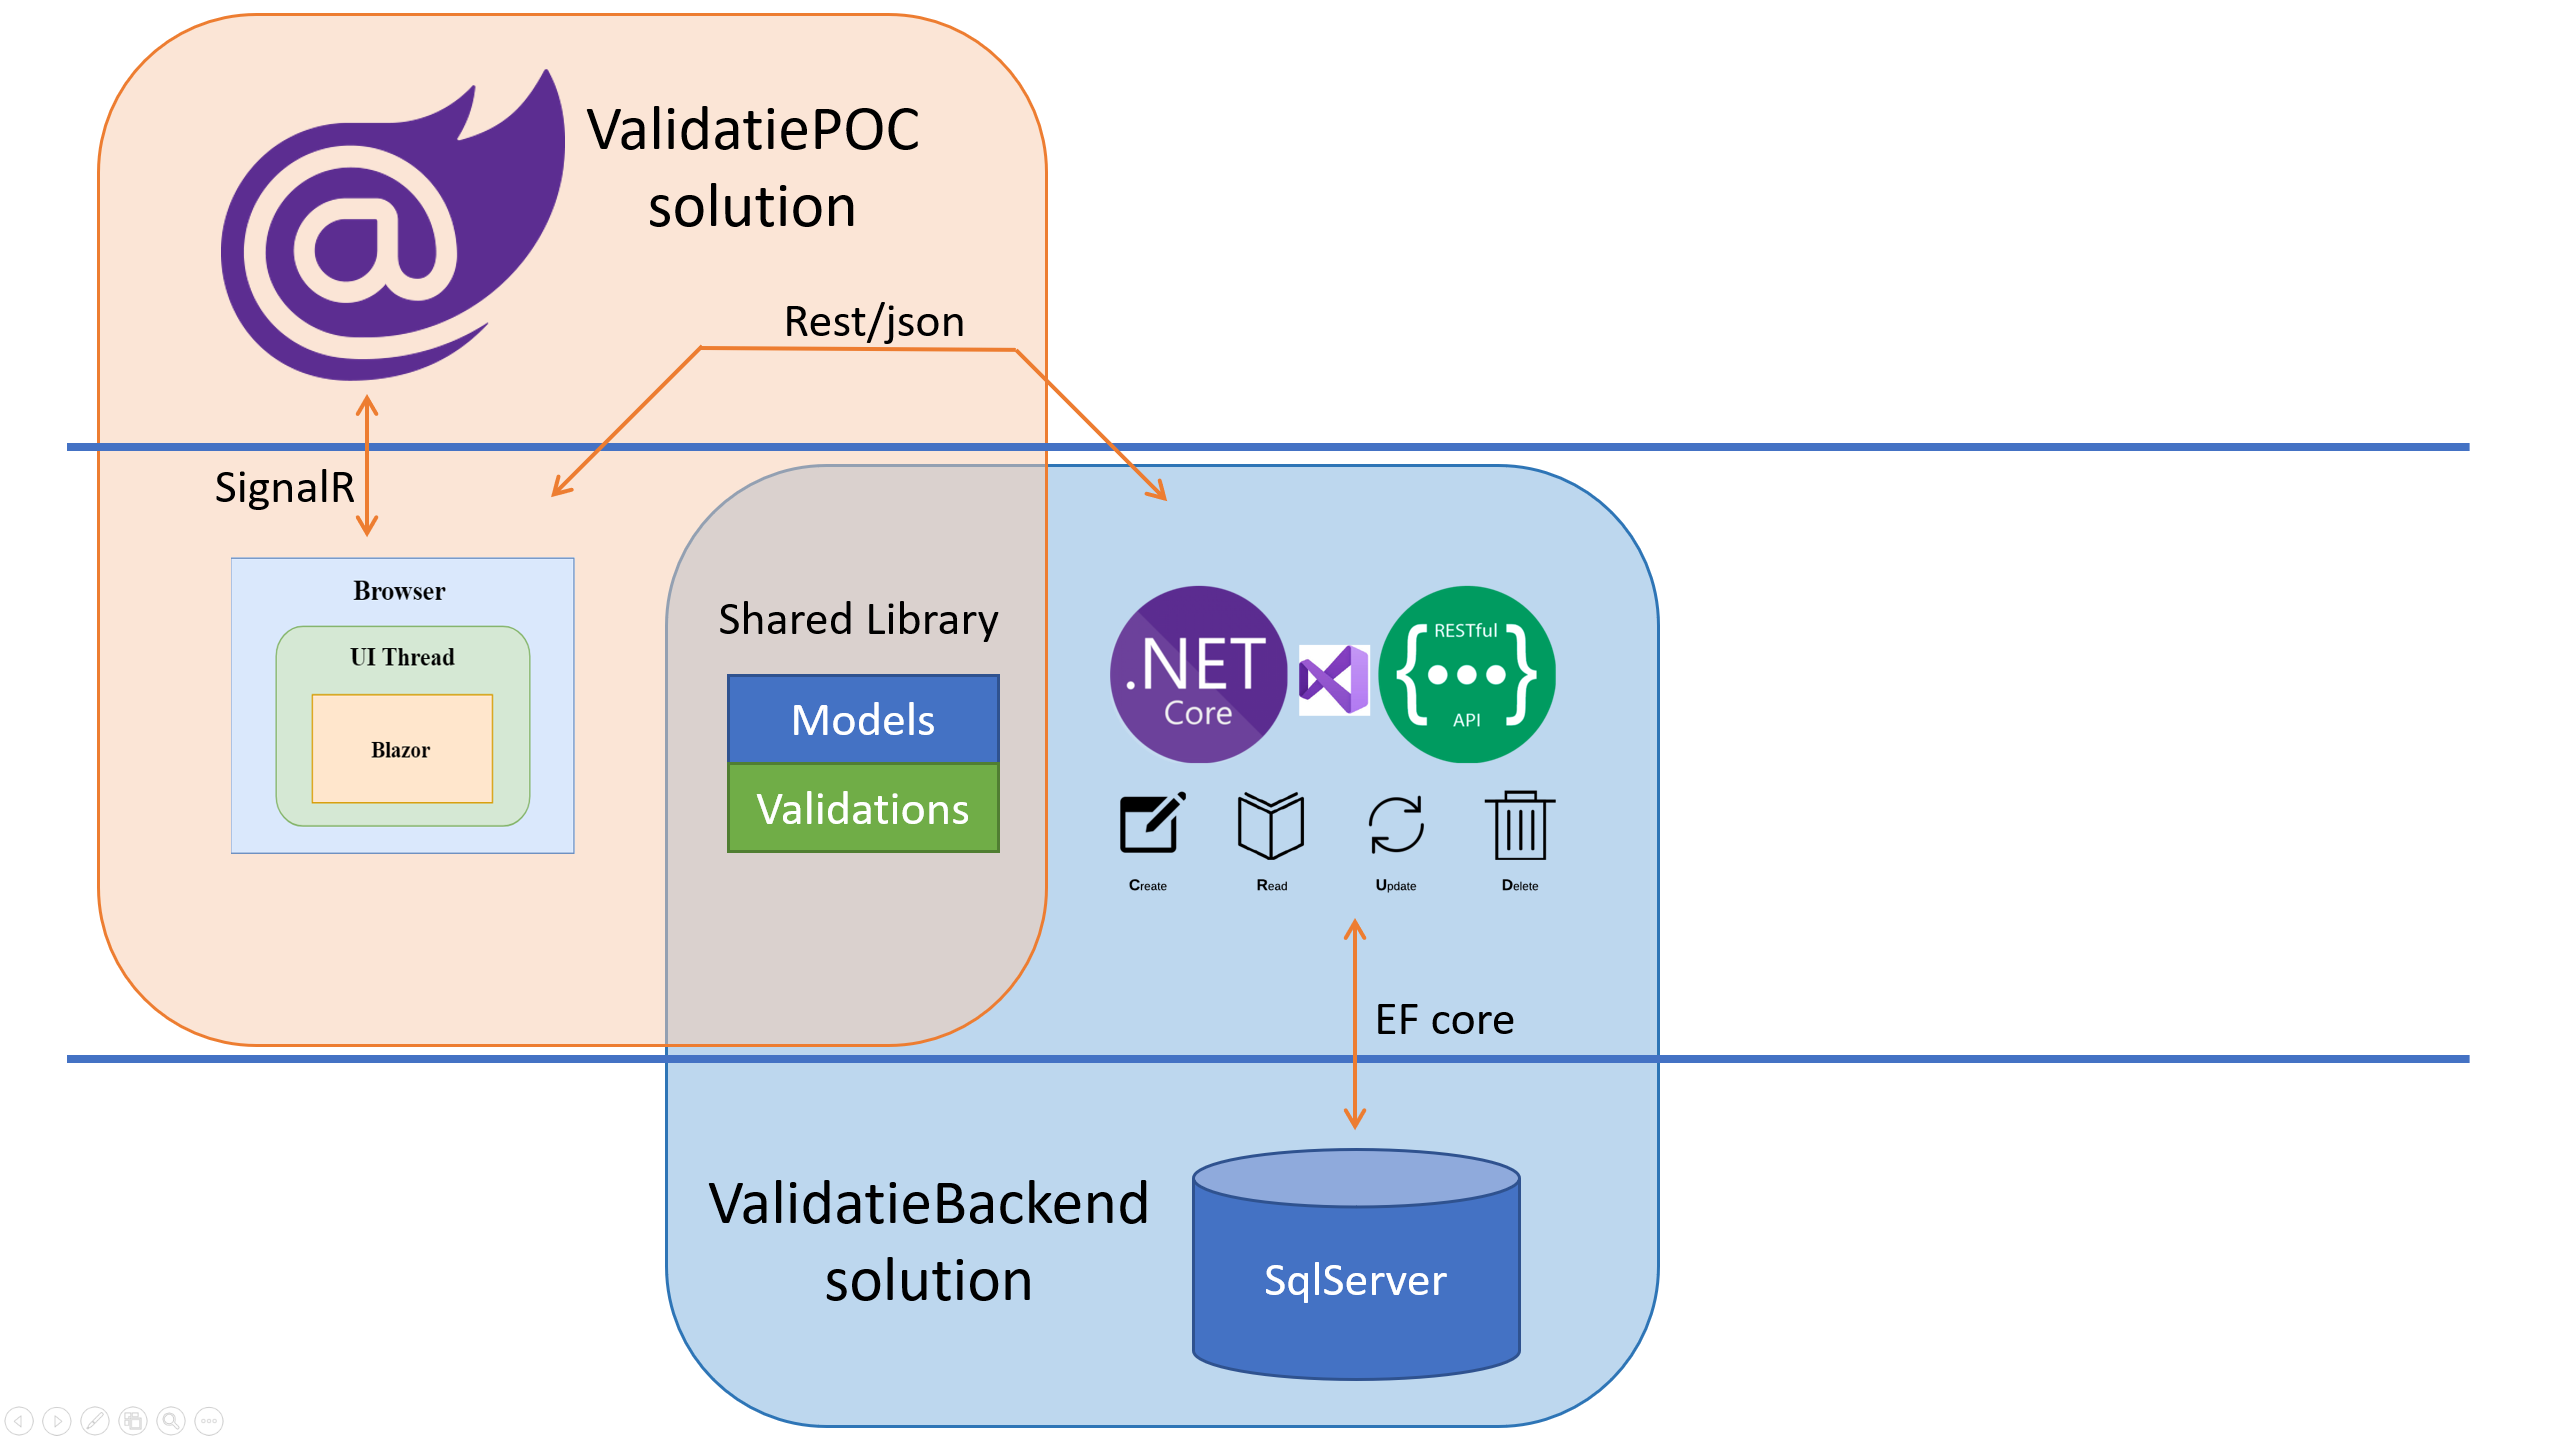 ValidatiePOC
solution
Rest/json
SignalR
Browser
UI Thread
Blazor
Shared Library
Models
Validations
.NET
Core
RESTful
{•••}
API
Create
Read
Update
Delete
EF core
ValidatieBackend
solution
SqlServer